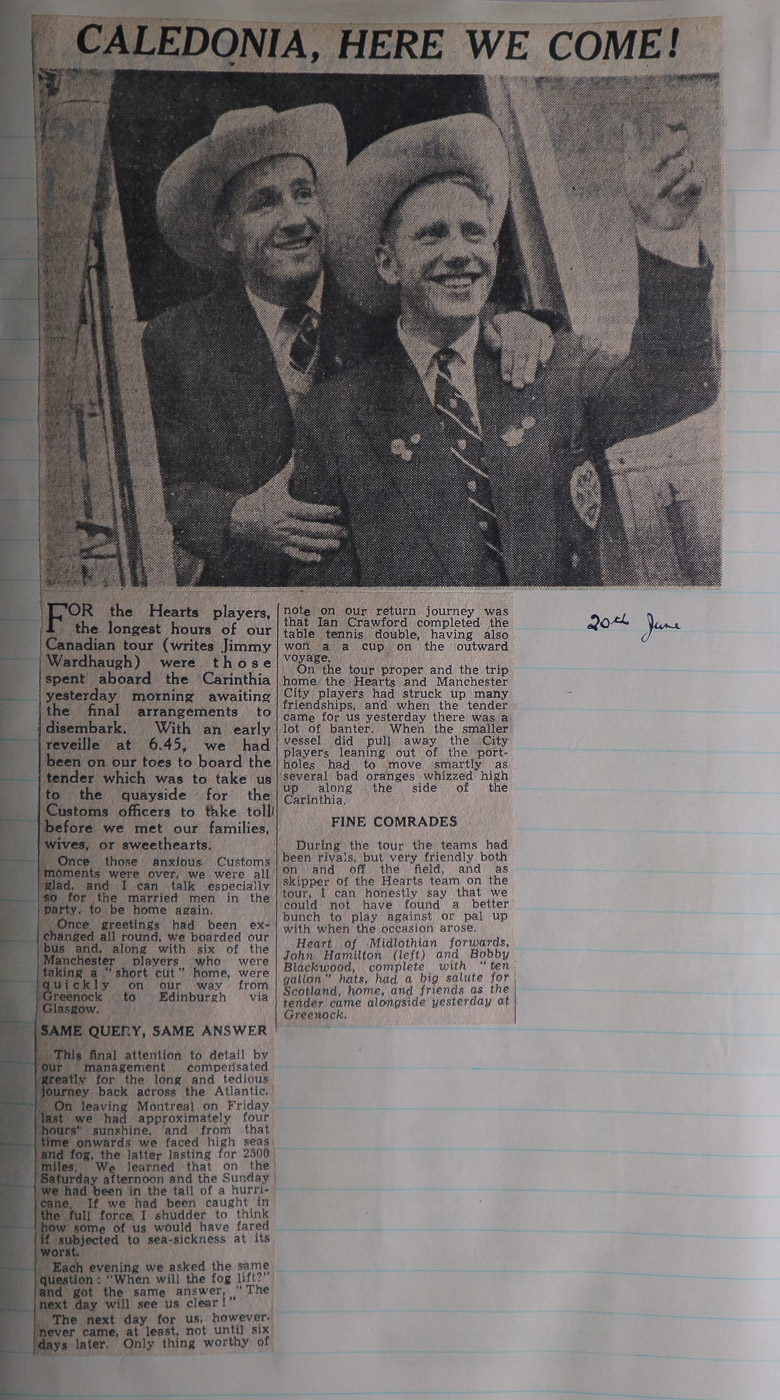 CALEDONIA, HERE WE COME!
FOR the Hearts players,
the longest hours of our
Canadian tour (writes Jimmy
Wardhaugh) were those
spent aboard the Carinthia
yesterday morning awaiting
the final arrangements to
disembark. With an early
reveille at 6.45, we had
been on our toes to board the
tender which was to take us
to the quayside for the
Customs officers to take toll
before we met our families,
wives, or sweethearts.
Once those anxious Customs
moments were over, we were all
glad, and I can talk especially
so for the married men in the
party, to be home again.
Once greetings had been ex-
changed all round, we boarded our
bus and, along with six of the
Manchester players who were
taking a "short cut" home, were
quickly on our way from
Greenock to Edinburgh via
Glasgow.
SAME QUERY, SAME ANSWER
This final attention to detail by
our management compensated
greatly for the long and tedious
journey back across the Atlantic.
On leaving Montreal on Friday
last we had approximately four
hours' sunshine, and from that
time onwards we faced high seas
and fog, the latter lasting for 2500
miles. We learned that on the
Saturday afternoon and the Sunday
we had been in the tail of a hurri-
cane. If we had been caught in
the full force, I shudder to think
how some of us would have fared
if subjected to sea-sickness at its
worst.
Each evening we asked the same
question: "When will the fog lift?"
and got the same answer, "The
next day will see us clear!"
The next day for us, however,
never came, at least, not until six
days later. Only thing worthy of
note on our return journey was
that Ian Crawford completed the
table tennis double, having also
won a a cup on the outward
voyage.
On the tour proper and the trip
home the Hearts and Manchester
City players had struck up many
friendships, and when the tender
came for us yesterday there was a
lot of banter. When the smaller
vessel did pull away the City
players leaning out of the port-
holes had to move smartly as
several bad oranges whizzed high
up along the side of the
Carinthia.
FINE COMRADES
During the tour the teams had
been rivals, but very friendly both
on and off the field, and as
skipper of the Hearts team on the
tour, I can honestly say that we
could not have found a better
bunch to play against or pal up
with when the occasion arose.
Heart of Midlothian forwards,
John Hamilton (left) and Bobby
Blackwood, complete with "ten
gallon" hats, had a big salute for
Scotland, home, and friends as the
tender came alongside yesterday at
Greenock.
20th June